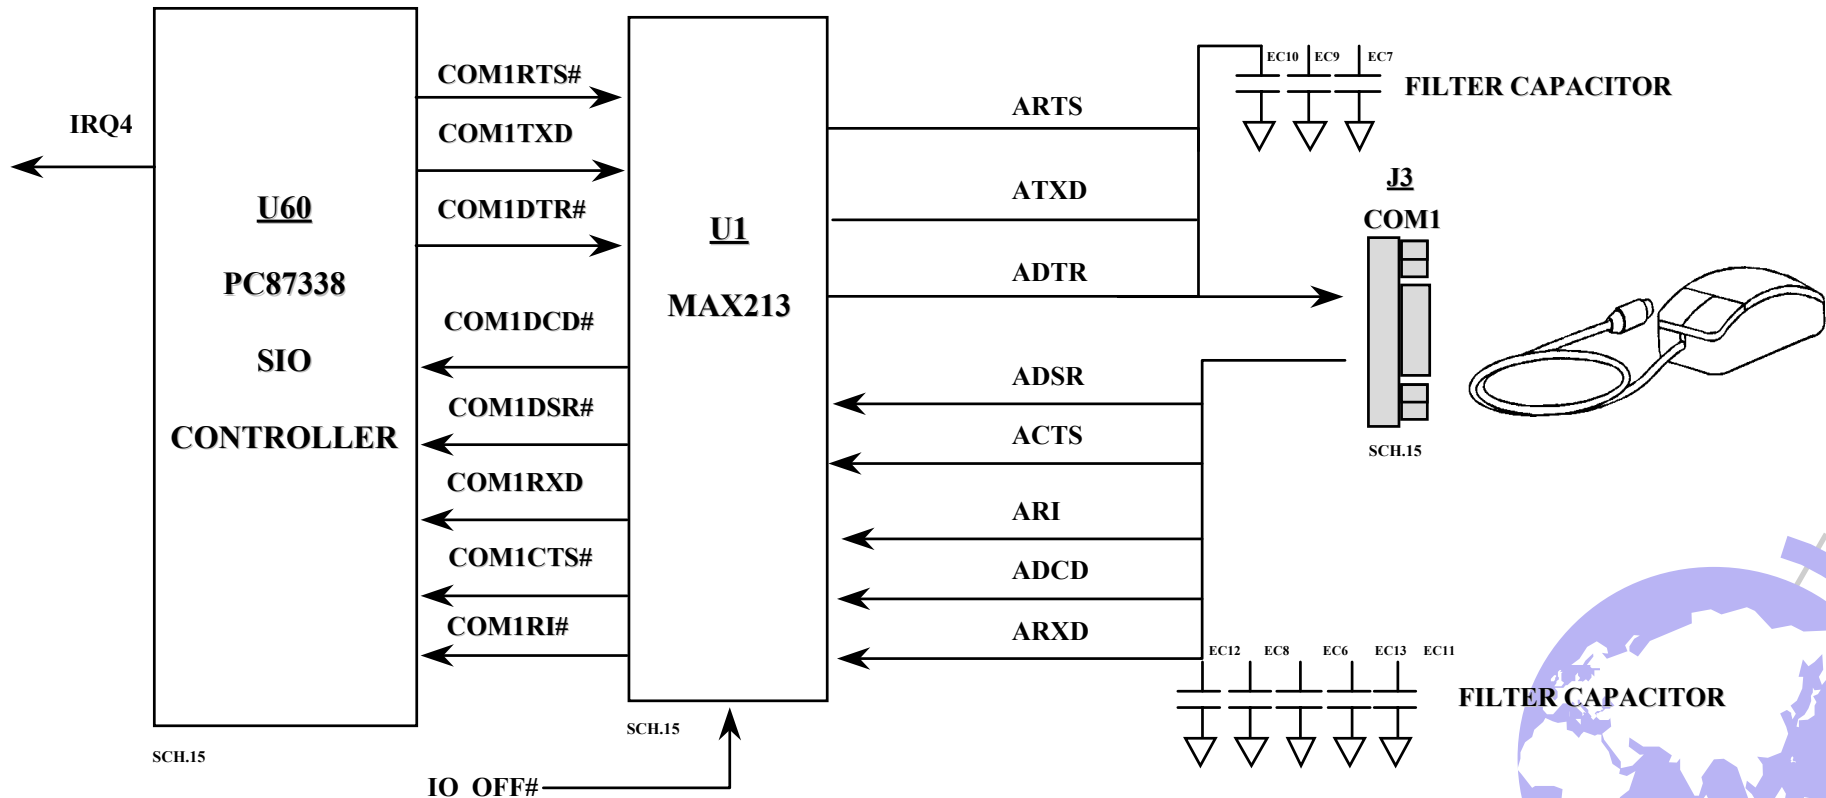 IRQ4
U60
PC87338
SIO
CONTROLLER
SCH.15
COM1RTS#
COM1TXD
COM1DTR#
COM1DCD#
COM1DSR#
COM1RXD
COM1CTS#
COM1RI#
U1
MAX213
SCH.15
IO OFF#
ARTS
ATXD
ADTR
ADSR
ACTS
ARI
ADCD
ARXD
EC10 EC9 EC7
FILTER CAPACITOR
J3
COM1
SCH.15
EC12 EC8 EC6 EC13 EC11
FILTER CAPACITOR